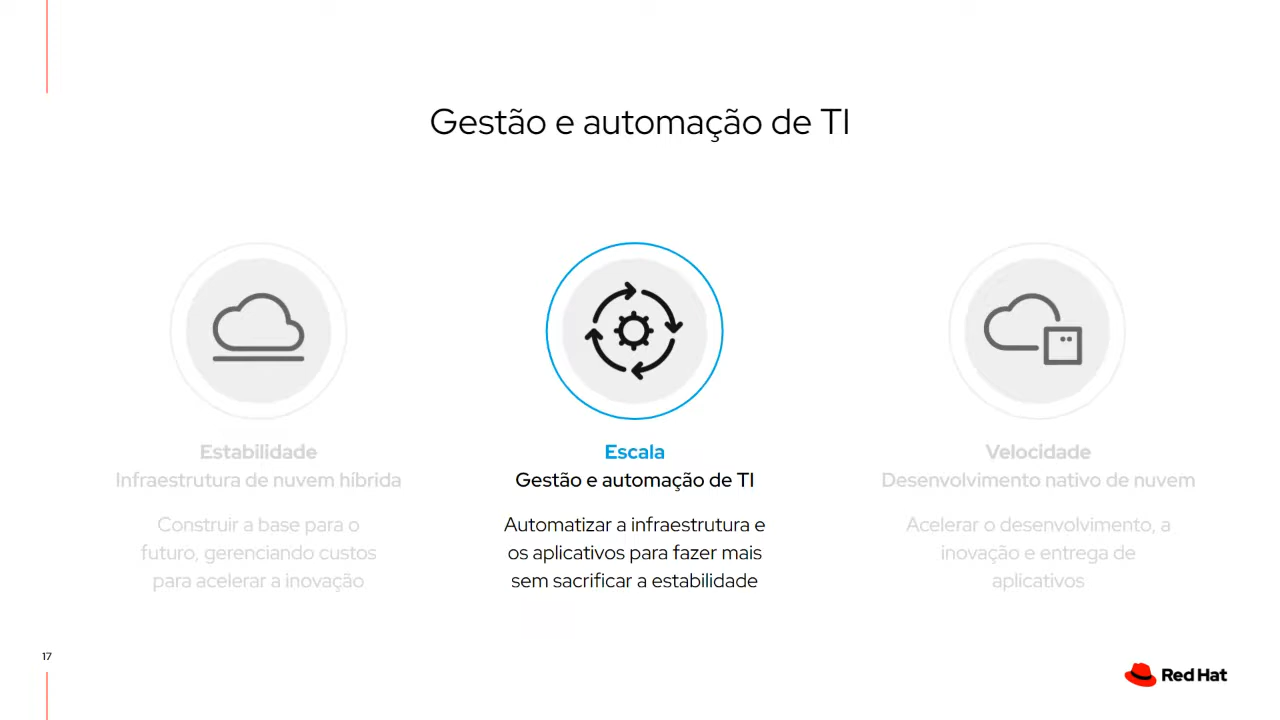 Gestão e automação de TI
Estabilidade
Infraestrutura de nuvem híbrida
Construir a base para o
futuro, gerenciando custos
para acelerar a inovação
Escala
Gestão e automação de TI
Automatizar a infraestrutura e
os aplicativos para fazer mais
sem sacrificar a estabilidade
Velocidade
Desenvolvimento nativo de nuvem
Acelerar o desenvolvimento, a
inovação e entrega de
aplicativos
17
Red Hat